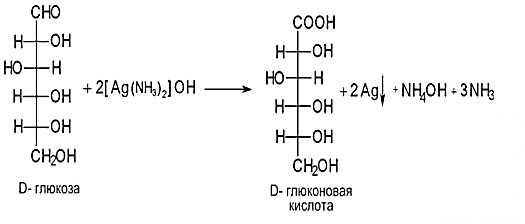 CHO
H OH
HO H
H OH
H OH
CH₂OH
D- глюкоза
+ 2[Ag(NH₃)₂]OH
COOH
H OH
HO H
H OH
H OH
CH₂OH
D- глюконовая
кислота
+ 2Ag↓ + NH₄OH + 3NH₃